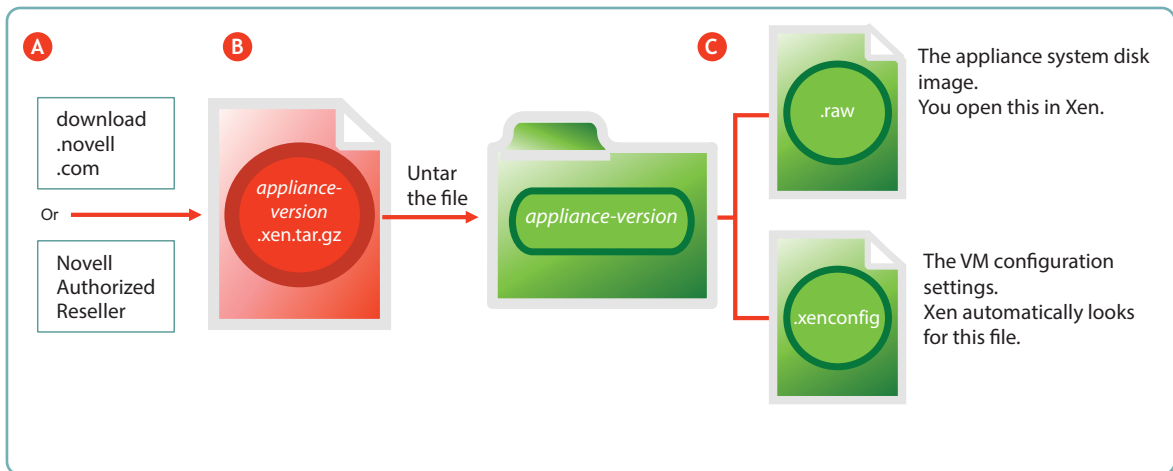 A
download
.novell
.com
Or
Novell
Authorized
Reseller
B
appliance-
version
.xen.tar.gz
Untar
the file
appliance-version
C
.raw
The appliance system disk
image.
You open this in Xen.
.xenconfig
The VM configuration
settings.
Xen automatically looks
for this file.